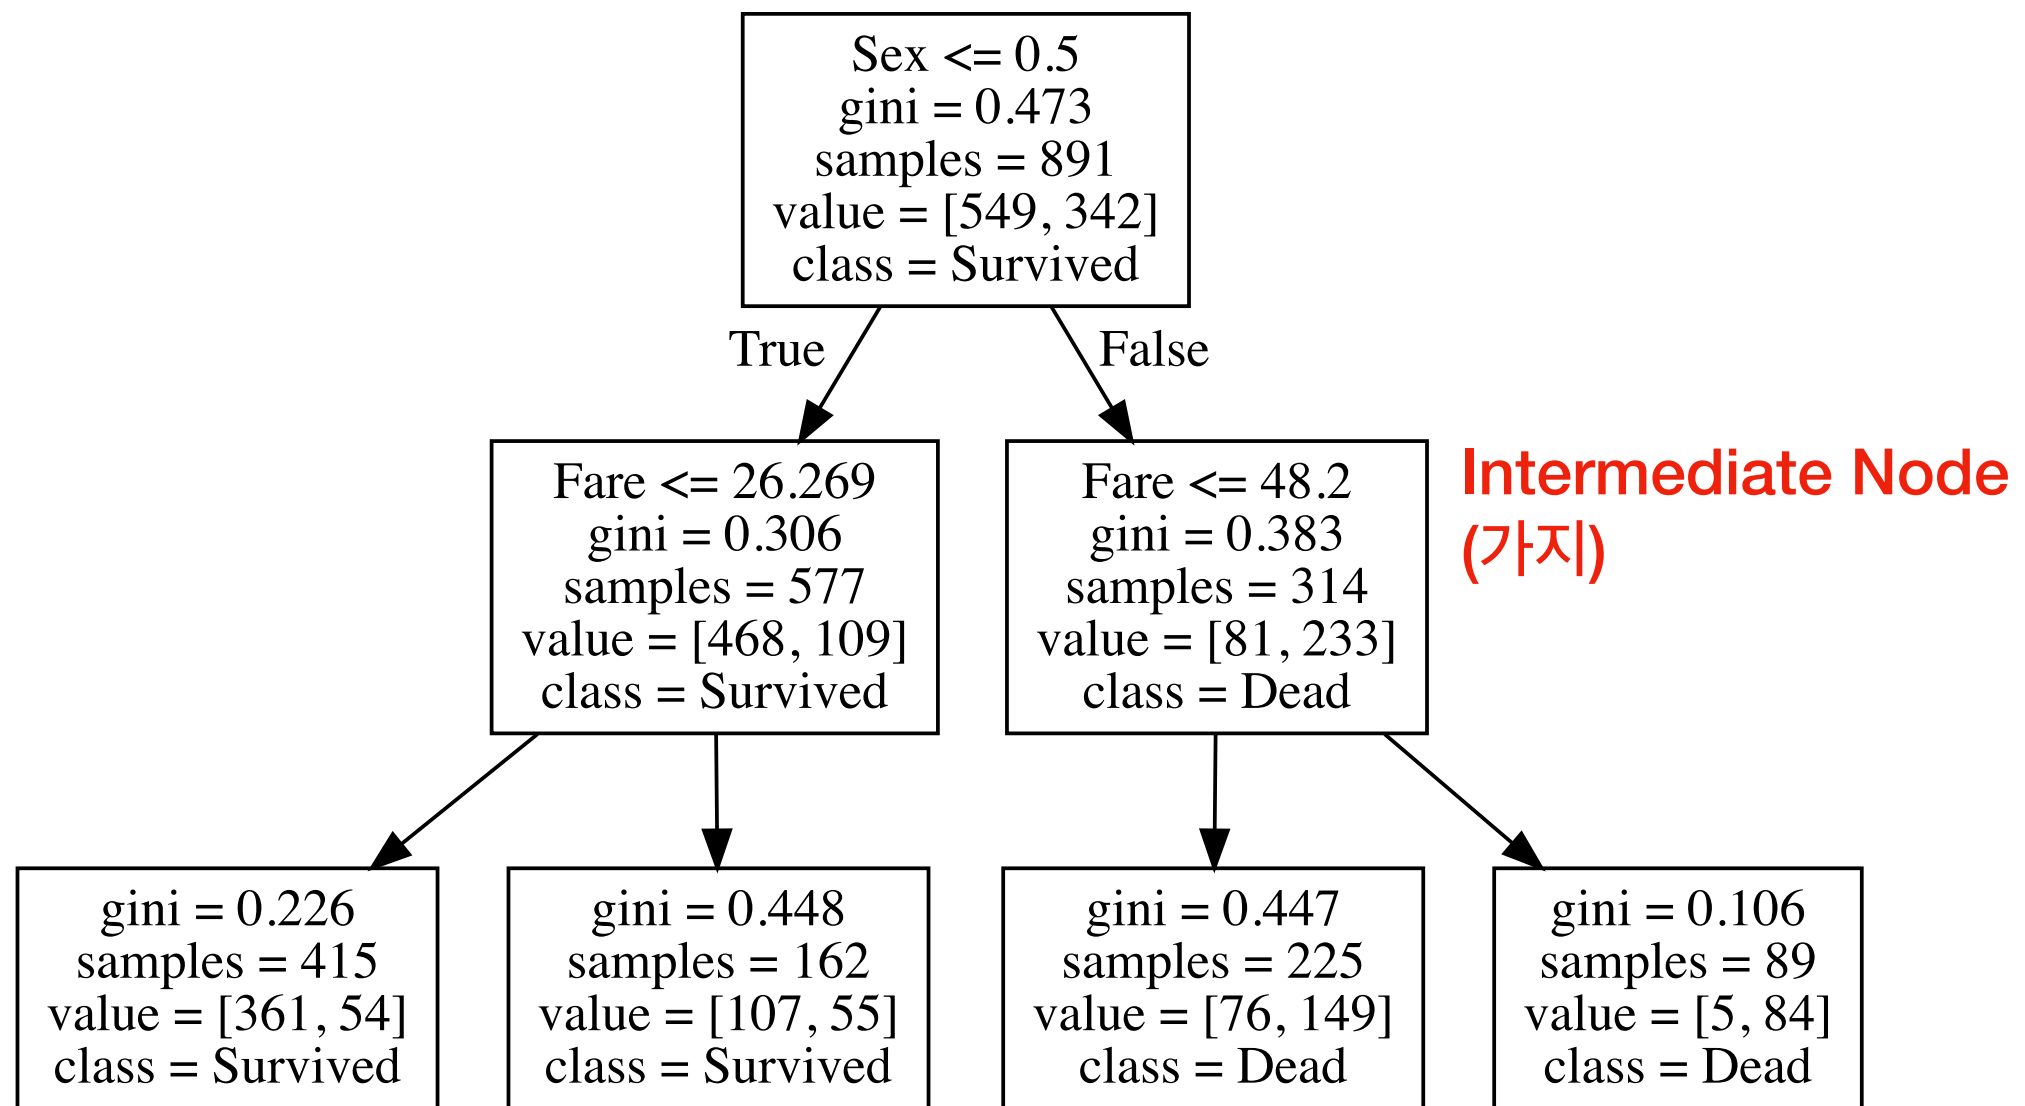 Sex <= 0.5
gini = 0.473
samples = 891
value = [549, 342]
class = Survived
True
False
Fare <= 26.269
gini = 0.306
samples = 577
value = [468, 109]
class = Survived
Fare <= 48.2
gini = 0.383
samples = 314
value = [81, 233]
class = Dead
Intermediate Node
(가지)
gini = 0.226
samples = 415
value = [361, 54]
class = Survived
gini = 0.448
samples = 162
value = [107, 55]
class = Survived
gini = 0.447
samples = 225
value = [76, 149]
class = Dead
gini = 0.106
samples = 89
value = [5, 84]
class = Dead